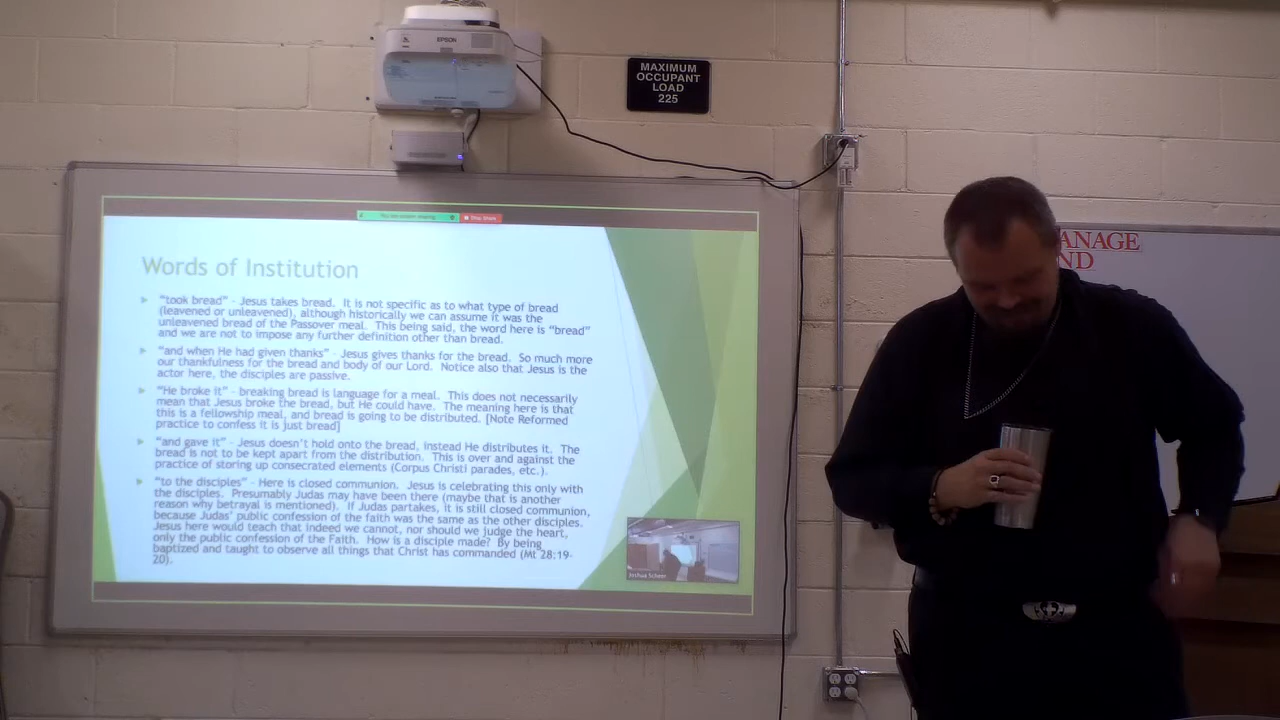 EPSON
MAXIMUM
OCCUPANT
LOAD
225
You are screen sharing
Stop Share
ANAGE
ND
Words of Institution
"took bread" – Jesus takes bread. It is not specific as to what type of bread
(leavened or unleavened), although historically we can assume it was the
unleavened bread of the Passover meal. This being said, the word here is "bread"
and we are not to impose any further definition other than bread.
"and when He had given thanks" – Jesus gives thanks for the bread. So much more
our thankfulness for the bread and body of our Lord. Notice also that Jesus is the
actor here, the disciples are passive.
"He broke it" – breaking bread is language for a meal. This does not necessarily
mean that Jesus broke the bread, but He could have. The meaning here is that
this is a fellowship meal, and bread is going to be distributed. [Note Reformed
practice to confess it is just bread]
"and gave it" – Jesus doesn't hold onto the bread, instead He distributes it. The
bread is not to be kept apart from the distribution. This is over and against the
practice of storing up consecrated elements (Corpus Christi parades, etc.).
"to the disciples" – Here is closed communion. Jesus is celebrating this only with
the disciples. Presumably Judas may have been there (maybe that is another
reason why betrayal is mentioned). If Judas partakes, it is still closed communion,
because Judas' public confession of the faith was the same as the other disciples.
Jesus here would teach that indeed we cannot, nor should we judge the heart,
only the public confession of the Faith. How is a disciple made? By being
baptized and taught to observe all things that Christ has commanded (Mt 28:19-
20).
Joshua Scheer